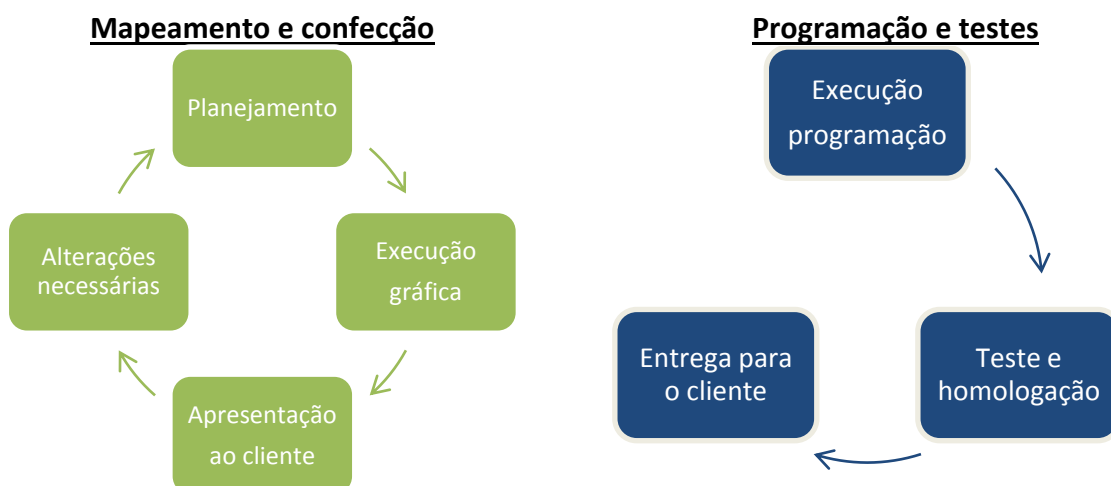 Mapeamento e confecção
Planejamento
Execução
gráfica
Apresentação
ao cliente
Alterações
necessárias
Programação e testes
Execução
programação
Teste e
homologação
Entrega para
o cliente